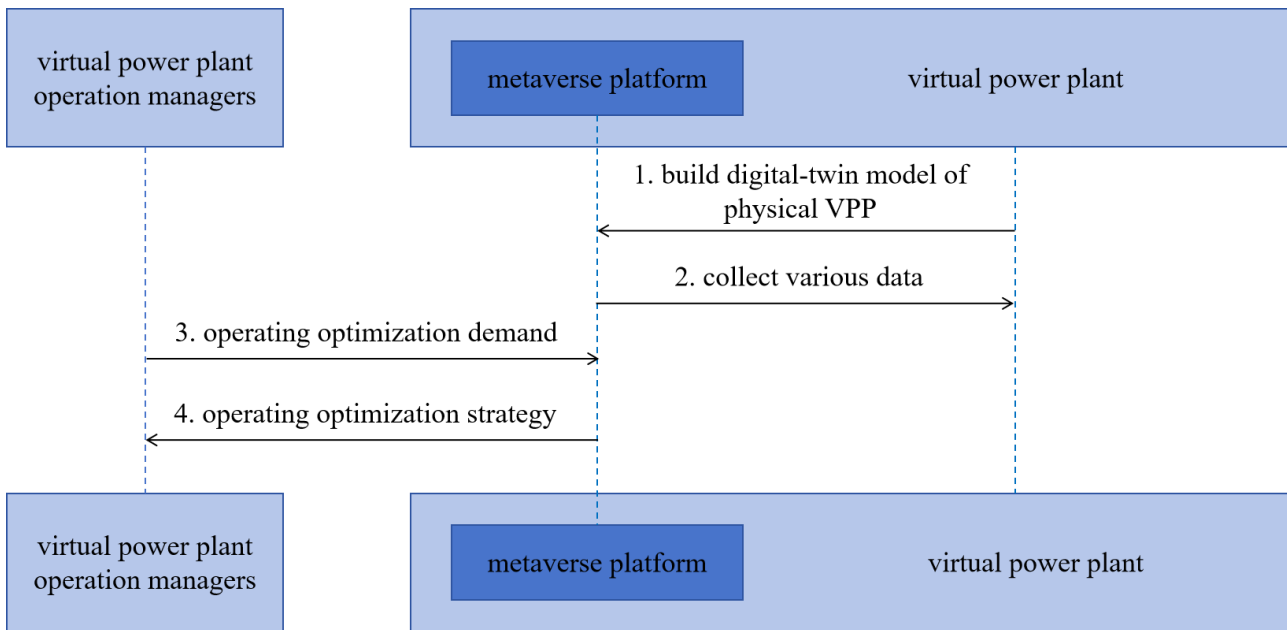 virtual power plant
operation managers
metaverse platform
virtual power plant
1. build digital-twin model of
physical VPP
2. collect various data
3. operating optimization demand
4. operating optimization strategy
virtual power plant
operation managers
metaverse platform
virtual power plant